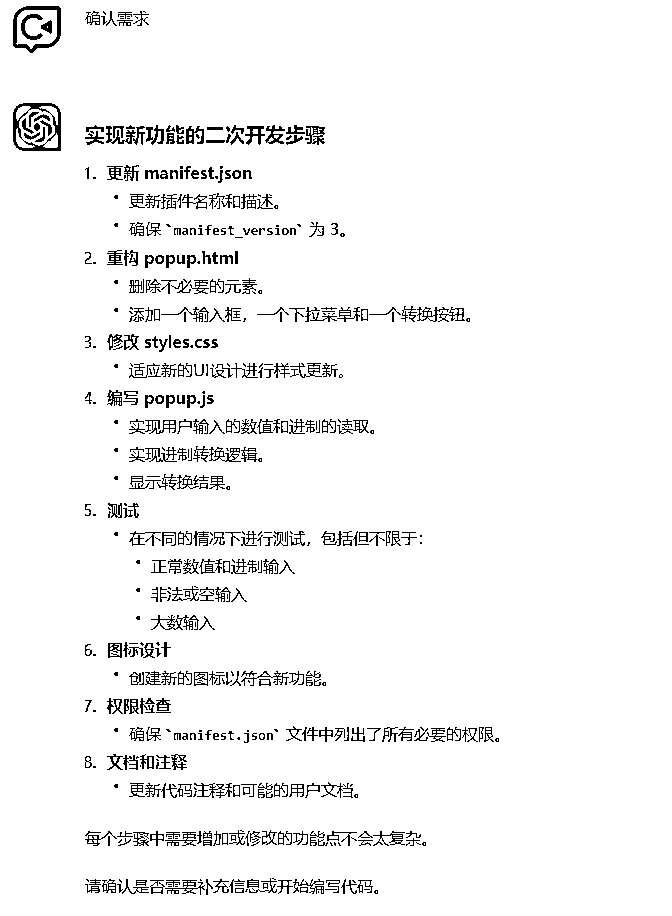 确认需求
实现新功能的二次开发步骤
1. 更新 manifest.json
• 更新插件名称和描述。
• 确保 `manifest_version` 为 3。
2. 重构 popup.html
• 删除不必要的元素。
• 添加一个输入框，一个下拉菜单和一个转换按钮。
3. 修改 styles.css
• 适应新的UI设计进行样式更新。
4. 编写 popup.js
• 实现用户输入的数值和进制的读取。
• 实现进制转换逻辑。
• 显示转换结果。
5. 测试
• 在不同的情况下进行测试，包括但不限于：
• 正常数值和进制输入
• 非法或空输入
• 大数输入
6. 图标设计
• 创建新的图标以符合新功能。
7. 权限检查
• 确保 `manifest.json` 文件中列出了所有必要的权限。
8. 文档和注释
• 更新代码注释和可能的用户文档。
每个步骤中需要增加或修改的功能点不会太复杂。
请确认是否需要补充信息或开始编写代码。